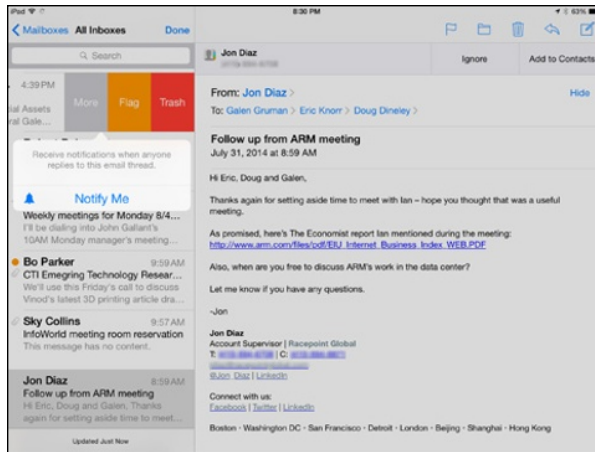 iPad
8:30 PM
63%
Mailboxes All Inboxes Done
Search
4:39 PM
ial Assets
ral Gale...
More Flag Trash
Receive notifications when anyone
replies to this email thread.
Notify Me
Weekly meetings for Monday 8/4...
I'll be dialing into John Gallant's
10AM Monday manager's meeting...
Bo Parker 9:59 AM
CTI Emegring Technology Resear...
We'll use this Friday's call to discuss
Vinod's latest 3D printing article dra...
Sky Collins 9:57 AM
InfoWorld meeting room reservation
This message has no content.
Jon Diaz 8:59 AM
Follow up from ARM meeting
Hi Eric, Doug and Galen, Thanks
again for setting aside time to meet...
Updated Just Now
Jon Diaz
Ignore
Add to Contacts
From: Jon Diaz >
Hide
To: Galen Gruman > Eric Knorr > Doug Dineley >
Follow up from ARM meeting
July 31, 2014 at 8:59 AM
Hi Eric, Doug and Galen,
Thanks again for setting aside time to meet with Ian – hope you thought that was a useful
meeting.
As promised, here's The Economist report Ian mentioned during the meeting:
http://www.arm.com/files/pdf/EIU_Internet_Business_Index_WEB.PDF
Also, when are you free to discuss ARM's work in the data center?
Let me know if you have any questions.
-Jon
Jon Diaz
Account Supervisor | Racepoint Global
T: | C:
@Jon_Diaz | LinkedIn
Connect with us:
Facebook | Twitter | LinkedIn
Boston - Washington DC - San Francisco - Detroit - London - Beijing - Shanghai - Hong Kong